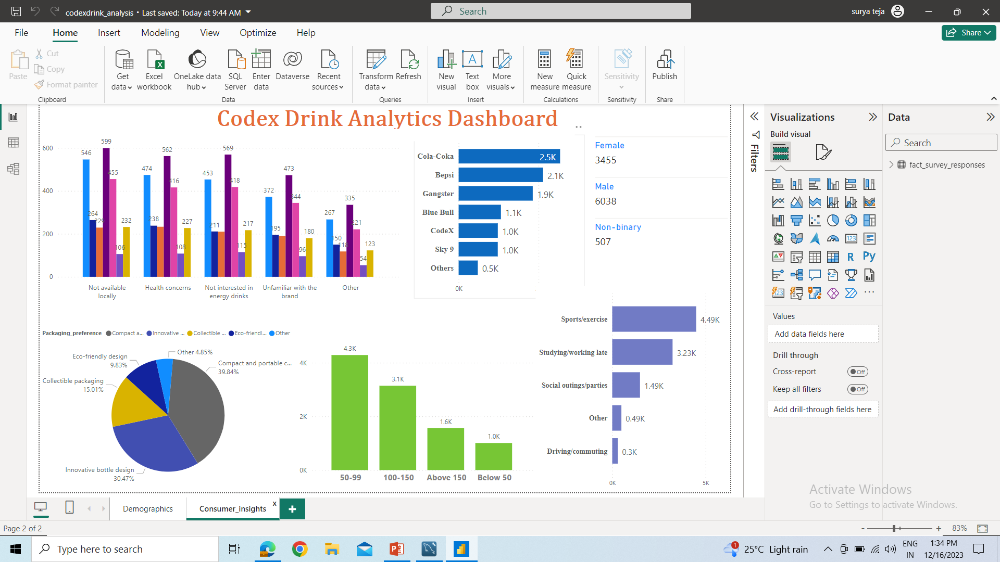 codexdrink_analysis • Last saved: Today at 9:44 AM
Search
surya teja
File
Home
Insert
Modeling
View
Optimize
Help
Share
Paste
Cut
Copy
Format painter
Clipboard
Get
data
Excel
workbook
OneLake data
hub
SQL
Server
Enter
data
Dataverse
Recent
sources
Data
Transform
data
Refresh
Queries
New
visual
Text
box
More
visuals
Insert
New
measure
Quick
measure
Calculations
Sensitivity
Sensitivity
Publish
Share
Codex Drink Analytics Dashboard
600
400
200
0
546
264
229
599
455
106
232
474
238
562
416
108
227
453
211
569
418
115
217
372
195
473
344
96
180
267
150
118
335
221
54
123
Not available
locally
Health concerns
Not interested in
energy drinks
Unfamiliar with the
brand
Other
Cola-Coka 2.5K
Bepsi 2.1K
Gangster 1.9K
Blue Bull 1.1K
CodeX 1.0K
Sky 9 1.0K
Others 0.5K
0K
Female
3455
Male
6038
Non-binary
507
Packaging_preference Compact a... Innovative ... Collectible ... Eco-friendl... Other
Other 4.85%
Eco-friendly design
9.83%
Compact and portable c...
39.84%
Collectible packaging
15.01%
Innovative bottle design
30.47%
4K
2K
0K
4.3K
3.1K
1.6K
1.0K
50-99
100-150
Above 150
Below 50
Sports/exercise 4.49K
Studying/working late 3.23K
Social outings/parties 1.49K
Other 0.49K
Driving/commuting 0.3K
0K 5K
Filters
Visualizations
Build visual
123
R
Py
123
Values
Add data fields here
Drill through
Cross-report
Off
Keep all filters
Off
Add drill-through fields here
Data
Search
fact_survey_responses
Activate Windows
Go to Settings to activate Windows.
Demographics
Consumer_insights
x
+
Page 2 of 2
- + 83%
Type here to search
1
25°C Light rain
ENG
IN
1:34 PM
12/16/2023